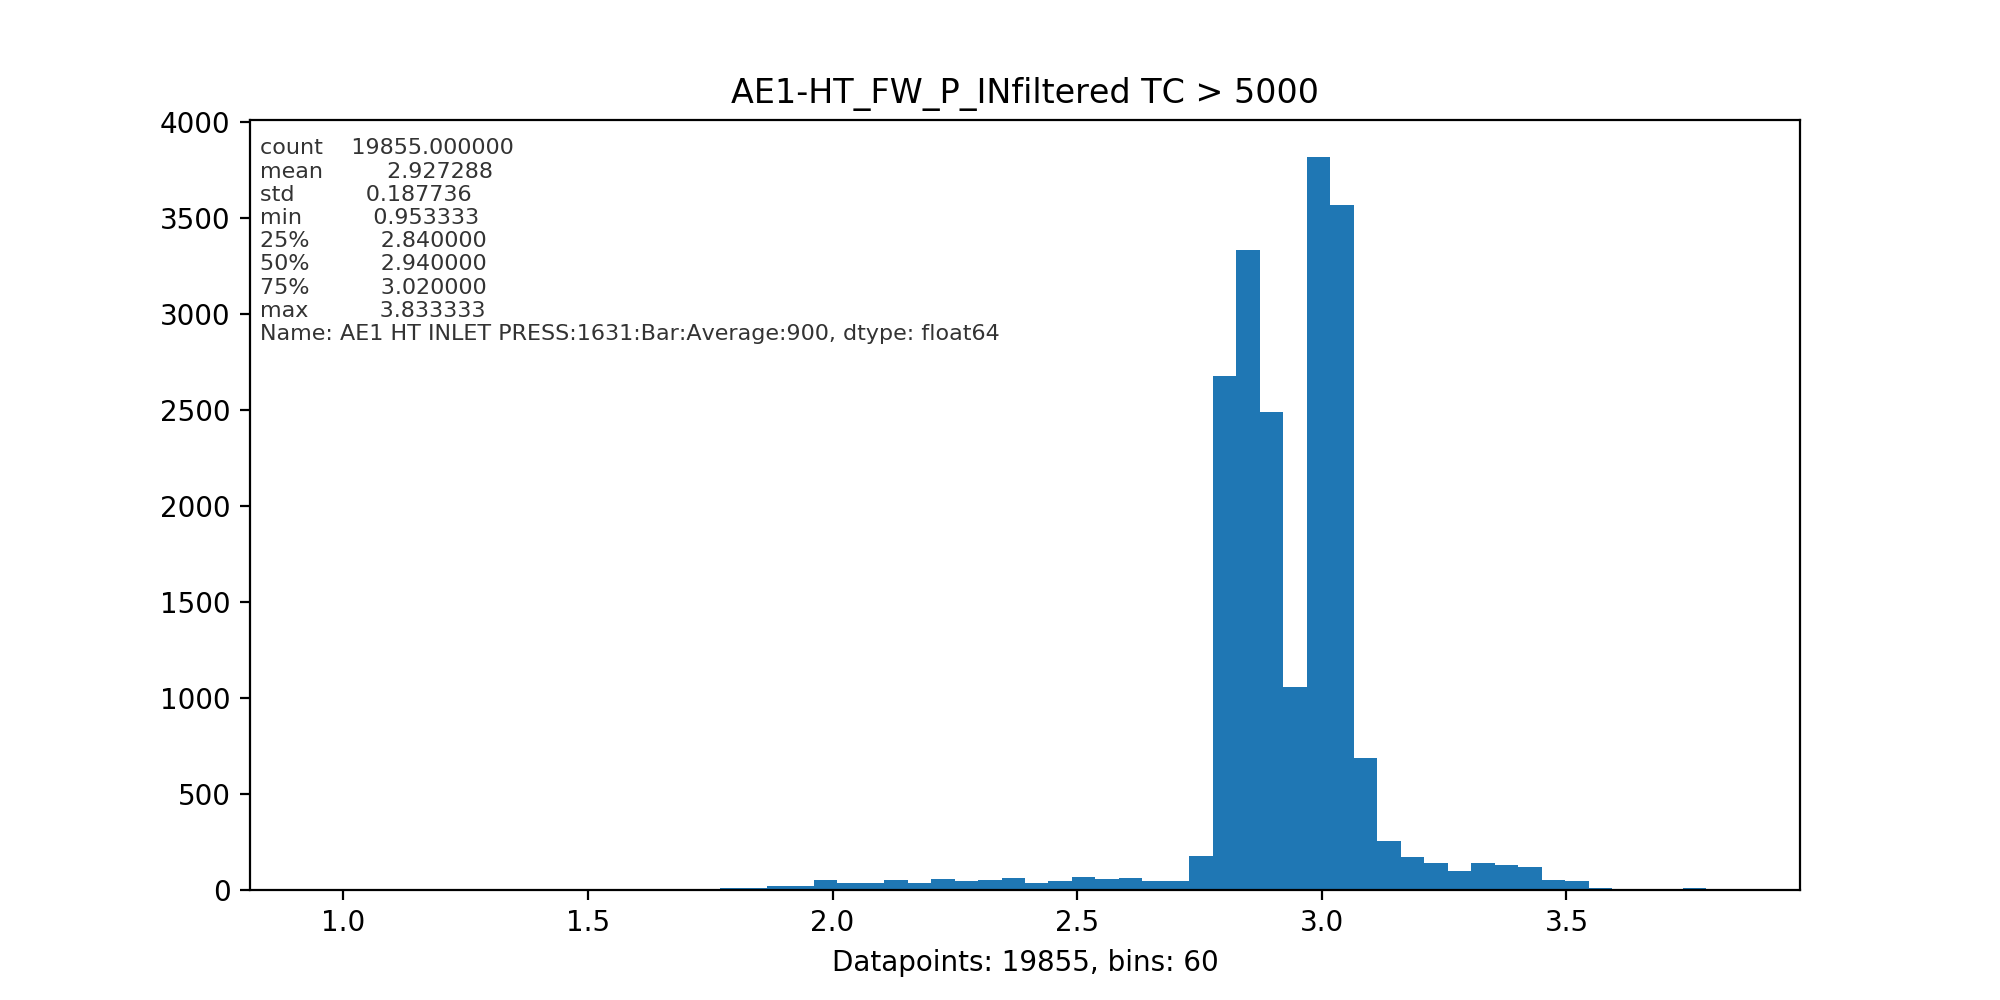 AE1-HT_FW_P_INfiltered TC > 5000
4000
3500
3000
2500
2000
1500
1000
500
0
count 19855.000000
mean 2.927288
std 0.187736
min 0.953333
25% 2.840000
50% 2.940000
75% 3.020000
max 3.833333
Name: AE1 HT INLET PRESS:1631:Bar:Average:900, dtype: float64
1.0 1.5 2.0 2.5 3.0 3.5
Datapoints: 19855, bins: 60